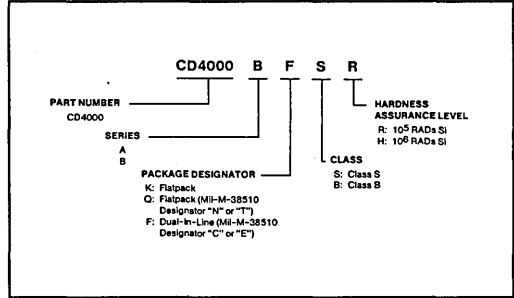 CD4000 B F S R
PART NUMBER
CD4000
SERIES
A
B
PACKAGE DESIGNATOR
K: Flatpack
Q: Flatpack (Mil-M-38510
Designator "N" or "T")
F: Dual-In-Line (Mil-M-38510
Designator "C" or "E")
CLASS
S: Class S
B: Class B
HARDNESS
ASSURANCE LEVEL
R: 10⁵ RADs Si
H: 10⁶ RADs Si